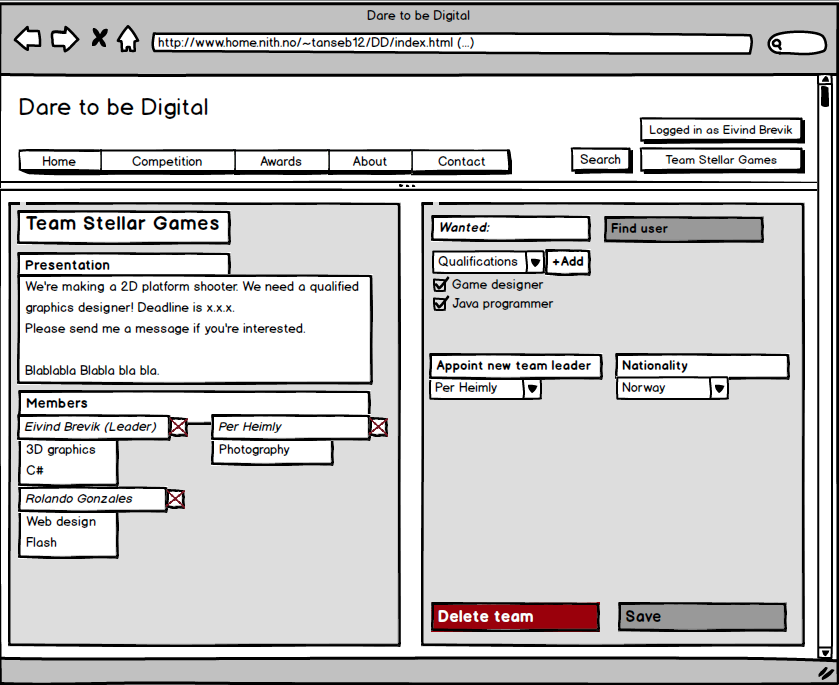 Dare to be Digital
http://www.home.nith.no/~tanseb12/DD/index.html (...)
Dare to be Digital
Logged in as Eivind Brevik
Home Competition Awards About Contact Search Team Stellar Games
Team Stellar Games
Presentation
We're making a 2D platform shooter. We need a qualified
graphics designer! Deadline is x.x.x.
Please send me a message if you're interested.
Blablabla Blabla bla bla.
Members
Eivind Brevik (Leader)
3D graphics
C#
Per Heimly
Photography
Rolando Gonzales
Web design
Flash
Wanted:
Find user
Qualifications +Add
Game designer
Java programmer
Appoint new team leader
Per Heimly
Nationality
Norway
Delete team
Save